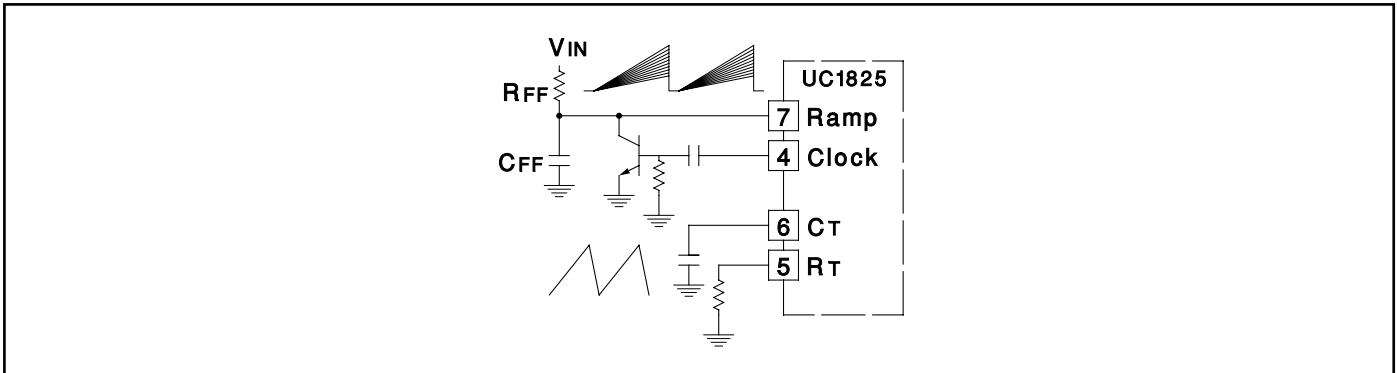 VIN
UC1825
RFF
7 Ramp
CFF
4 Clock
6 CT
5 RT